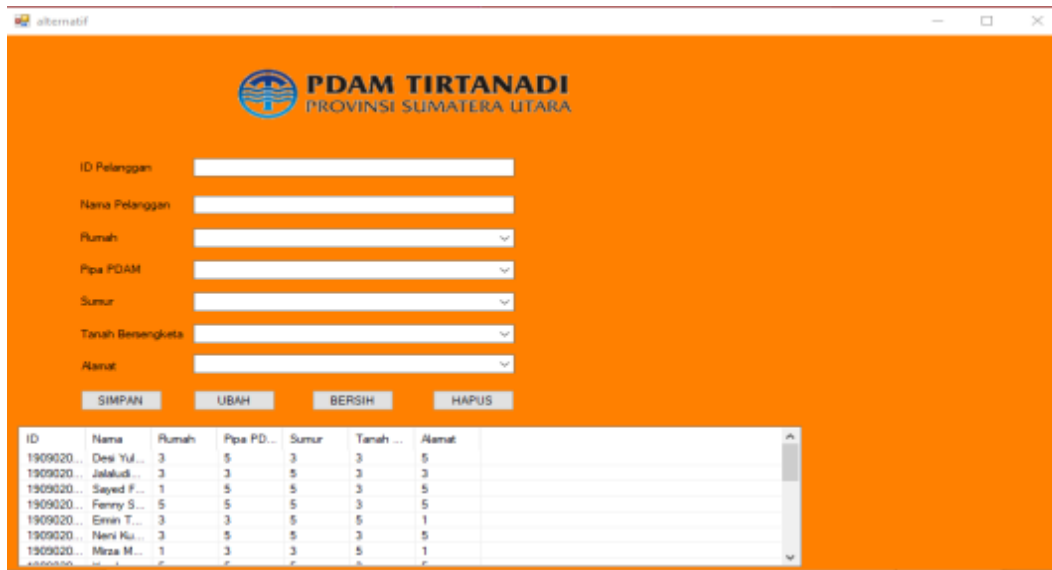 alternatif
PDAM TIRTANADI
PROVINSI SUMATERA UTARA
ID Pelanggan
Nama Pelanggan
Rumah
Pipa PDAM
Sumur
Tanah Bersengketa
Alamat
SIMPAN UBAH BERSIH HAPUS
ID Nama Rumah Pipa PD... Sumur Tanah ... Alamat
1909020... Desi Yul... 3 5 3 3 5
1909020... Jalaludi... 3 3 5 3 3
1909020... Sayed F... 1 5 5 3 5
1909020... Fenny S... 5 5 5 3 5
1909020... Ermin T... 3 3 5 5 1
1909020... Neni Ku... 3 5 5 3 5
1909020... Mirza M... 1 3 3 5 1